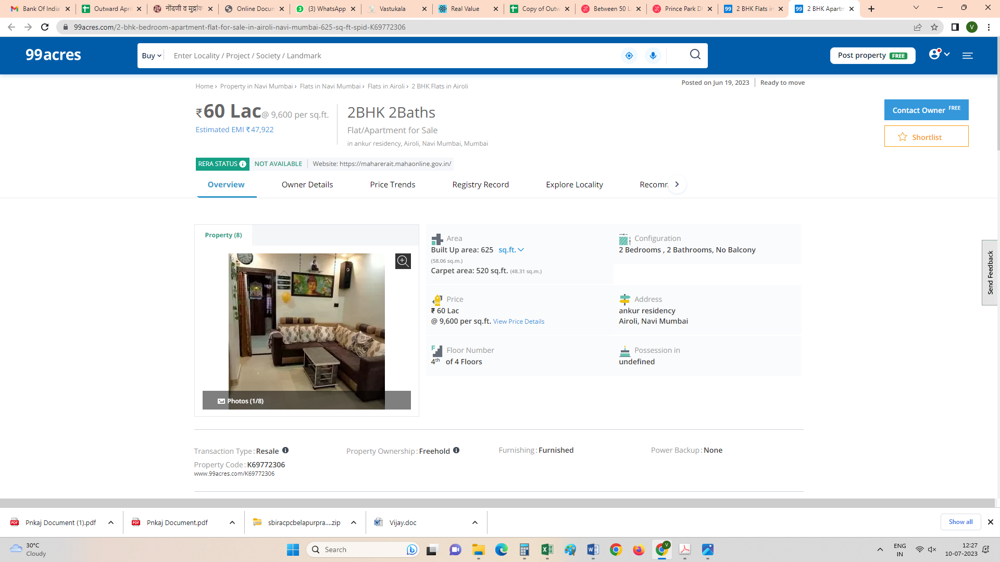 Bank Of India
Outward Apri
नोंदणी व मुद्रांक
Online Docum
(3) WhatsApp
Vastukala
Real Value
Copy of Outw
Between 50 L
Prince Park D
2 BHK Flats in
2 BHK Apartm
99acres.com/2-bhk-bedroom-apartment-flat-for-sale-in-airoli-navi-mumbai-625-sq-ft-spid-K69772306
V
99acres
Buy
Enter Locality / Project / Society / Landmark
Post property FREE
Home › Property in Navi Mumbai › Flats in Navi Mumbai › Flats in Airoli › 2 BHK Flats in Airoli
Posted on Jun 19, 2023
Ready to move
₹60 Lac@ 9,600 per sq.ft.
Estimated EMI ₹ 47,922
2BHK 2Baths
Flat/Apartment for Sale
in ankur residency, Airoli, Navi Mumbai, Mumbai
Contact Owner FREE
Shortlist
RERA STATUS i NOT AVAILABLE Website: https://maharerait.mahaonline.gov.in/
Overview
Owner Details
Price Trends
Registry Record
Explore Locality
Recomm
Property (8)
Photos (1/8)
Area
Built Up area: 625 sq.ft.
(58.06 sq.m.)
Carpet area: 520 sq.ft. (48.31 sq.m.)
Configuration
2 Bedrooms , 2 Bathrooms, No Balcony
Price
₹ 60 Lac
@ 9,600 per sq.ft. View Price Details
Address
ankur residency
Airoli, Navi Mumbai
Floor Number
4th of 4 Floors
Possession in
undefined
Send Feedback
Transaction Type : Resale
Property Ownership : Freehold
Furnishing : Furnished
Power Backup : None
Property Code : K69772306
www.99acres.com/K69772306
Pnkaj Document (1).pdf
Pnkaj Document.pdf
sbiracpcbelapurpra....zip
Vijay.doc
Show all
30°C
Cloudy
Search
ENG
IN
12:27
10-07-2023